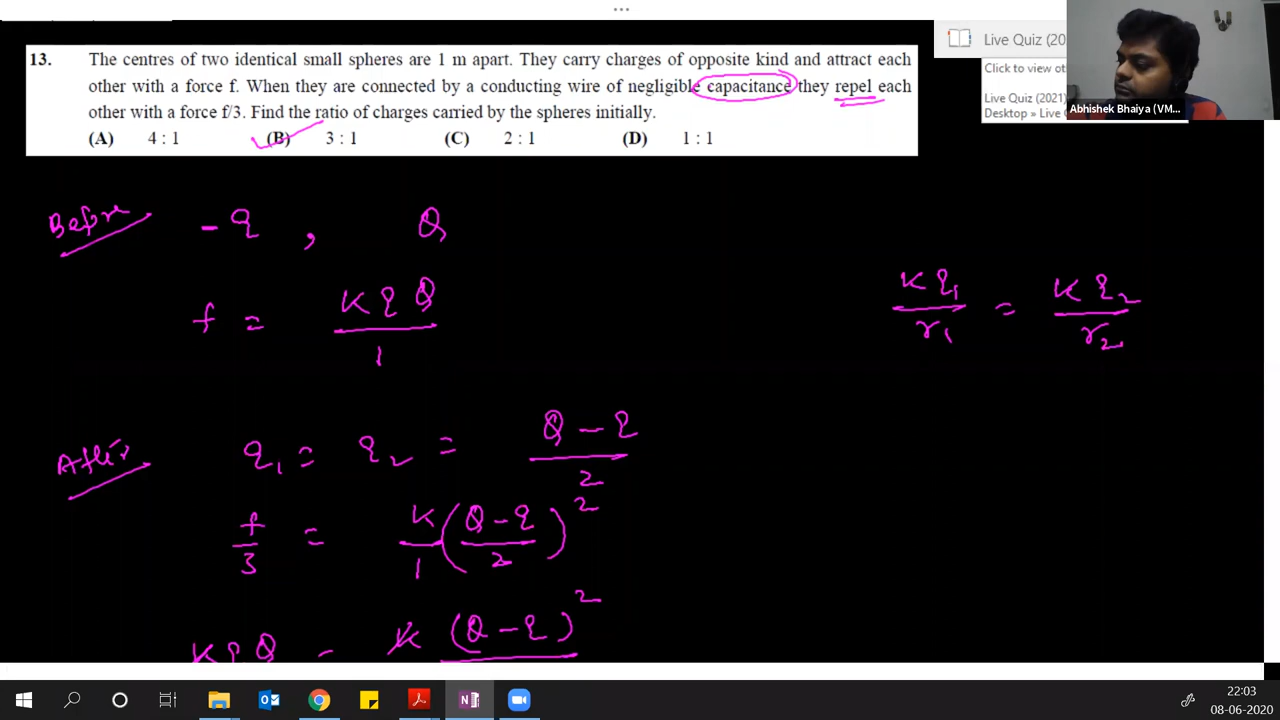 Live Quiz (20
Click to view ot
Live Quiz (2021)
Desktop » Live
Abhishek Bhaiya (VM...
13. The centres of two identical small spheres are 1 m apart. They carry charges of opposite kind and attract each
other with a force f. When they are connected by a conducting wire of negligible capacitance they repel each
other with a force f/3. Find the ratio of charges carried by the spheres initially.
(A) 4 : 1 (B) 3 : 1 (C) 2 : 1 (D) 1 : 1
Before - q , Q
f = K q Q / 1
K q₁ / r₁ = K q₂ / r₂
After q₁ = q₂ = Q - q / 2
f / 3 = K / 1 (Q - q / 2)²
K q Q = K (Q - q)²
22:03
08-06-2020